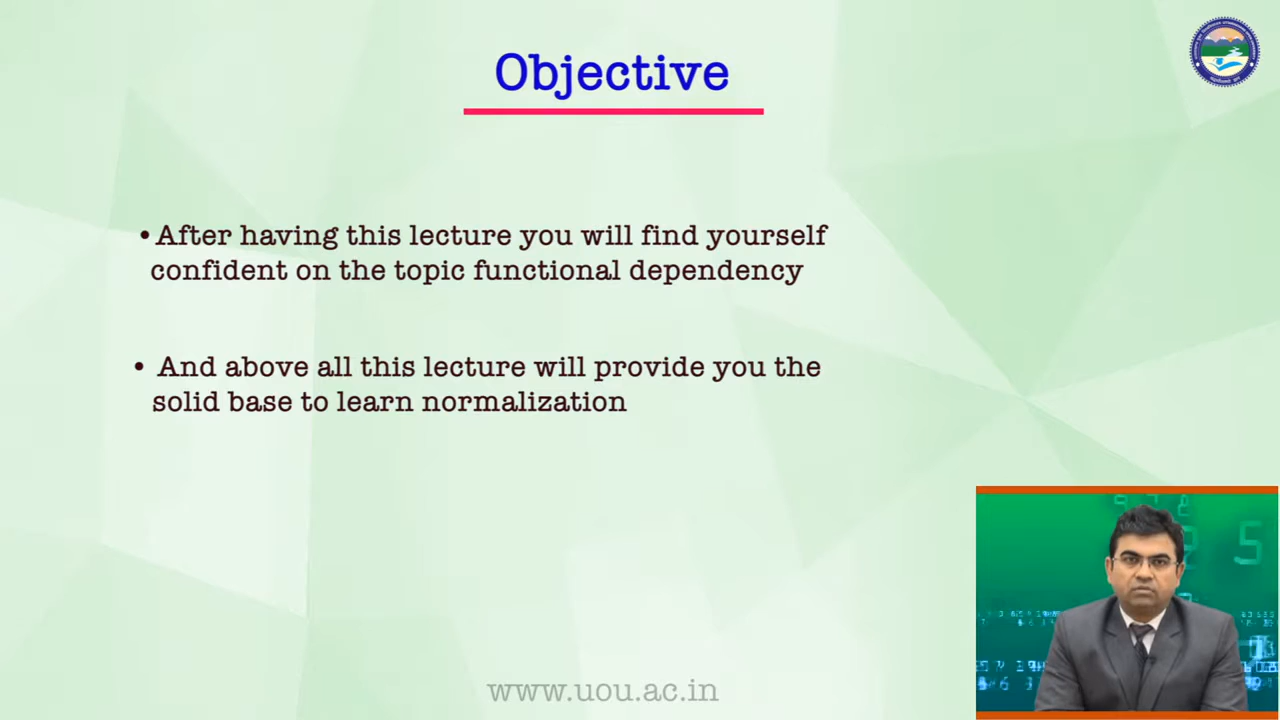 Objective
•After having this lecture you will find yourself
confident on the topic functional dependency
• And above all this lecture will provide you the
solid base to learn normalization
www.uou.ac.in